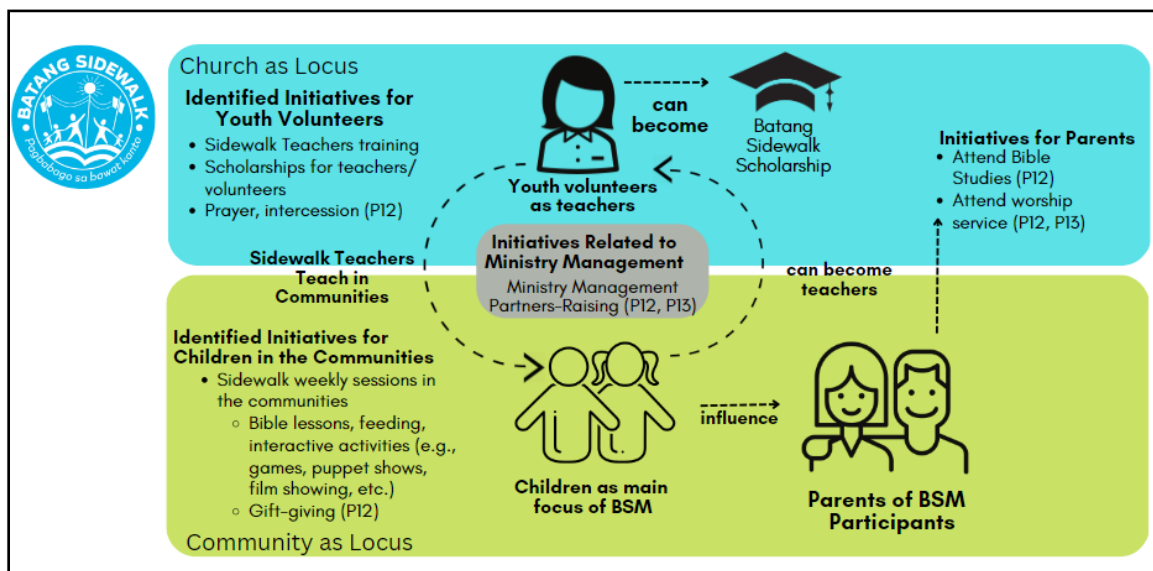 BATANG SIDEWALK
Pagbabago sa bawat kanto
Church as Locus
Identified Initiatives for
Youth Volunteers
• Sidewalk Teachers training
• Scholarships for teachers/
volunteers
• Prayer, intercession (P12)
can
become
Batang
Sidewalk
Scholarship
Youth volunteers
as teachers
Initiatives for Parents
• Attend Bible
Studies (P12)
• Attend worship
service (P12, P13)
Initiatives Related to
Ministry Management
Ministry Management
Partners-Raising (P12, P13)
Sidewalk Teachers
Teach in
Communities
can become
teachers
Identified Initiatives for
Children in the Communities
• Sidewalk weekly sessions in
the communities
○ Bible lessons, feeding,
interactive activities (e.g.,
games, puppet shows,
film showing, etc.)
○ Gift-giving (P12)
Children as main
focus of BSM
influence
Parents of BSM
Participants
Community as Locus